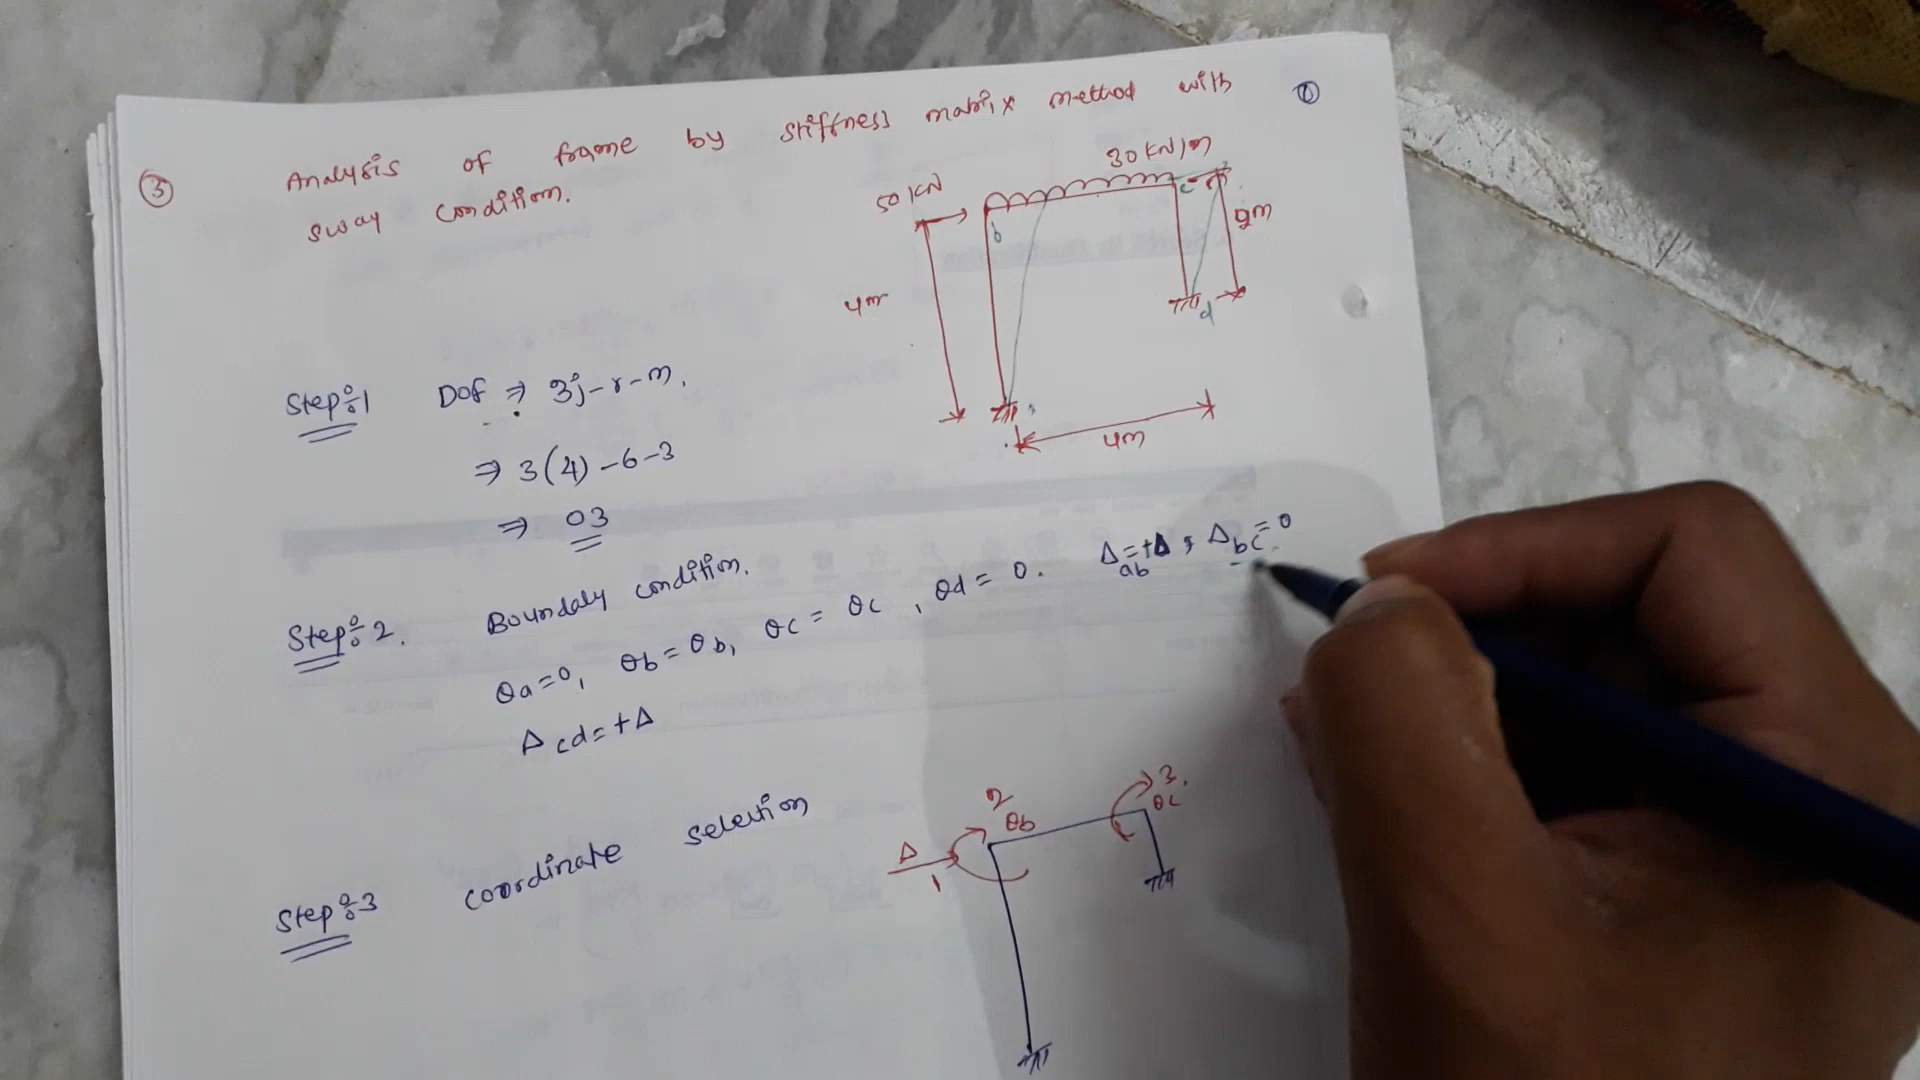 ③ Analysis of frame by stiffness matrix method with ①
sway condition.
50 KN
30 KN/m
b
c
2m
4m
d
4m
Step:1 Dof ⇒ 3j-r-m.
⇒ 3(4)-6-3
⇒ 03
Step:2. Boundary condition.
θa=0, θb=θb, θc=θc, θd=0. Δab=+Δ, Δbc=0
Δcd=+Δ
Step:3 coordinate selection
2
θb
3.
θc
Δ
1